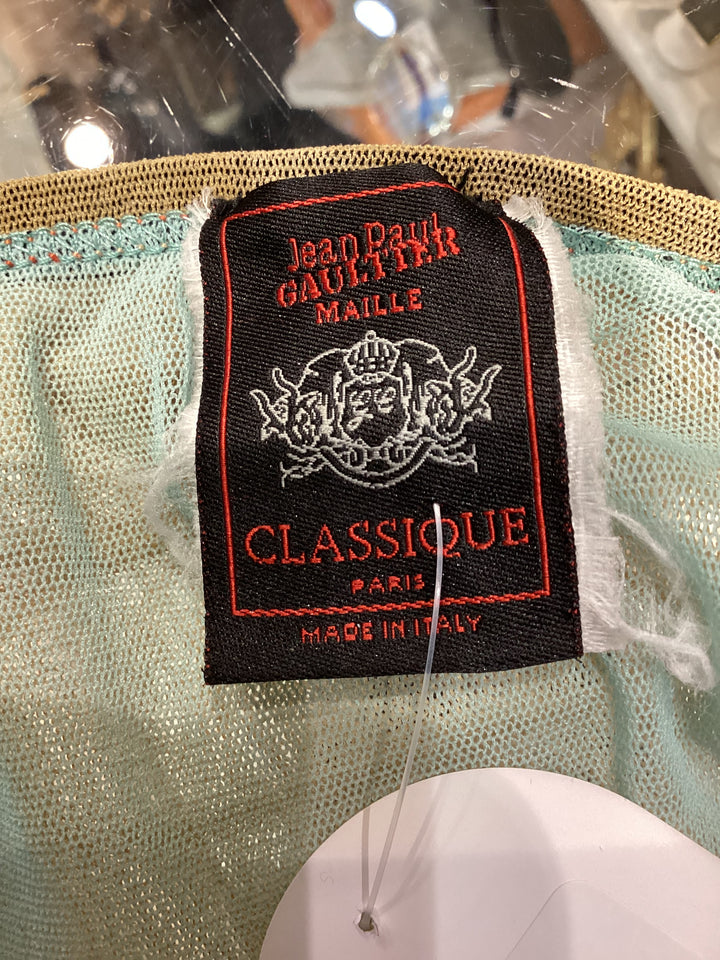 Jean Paul
GAULTIER
MAILLE
CLASSIQUE
PARIS
MADE IN ITALY